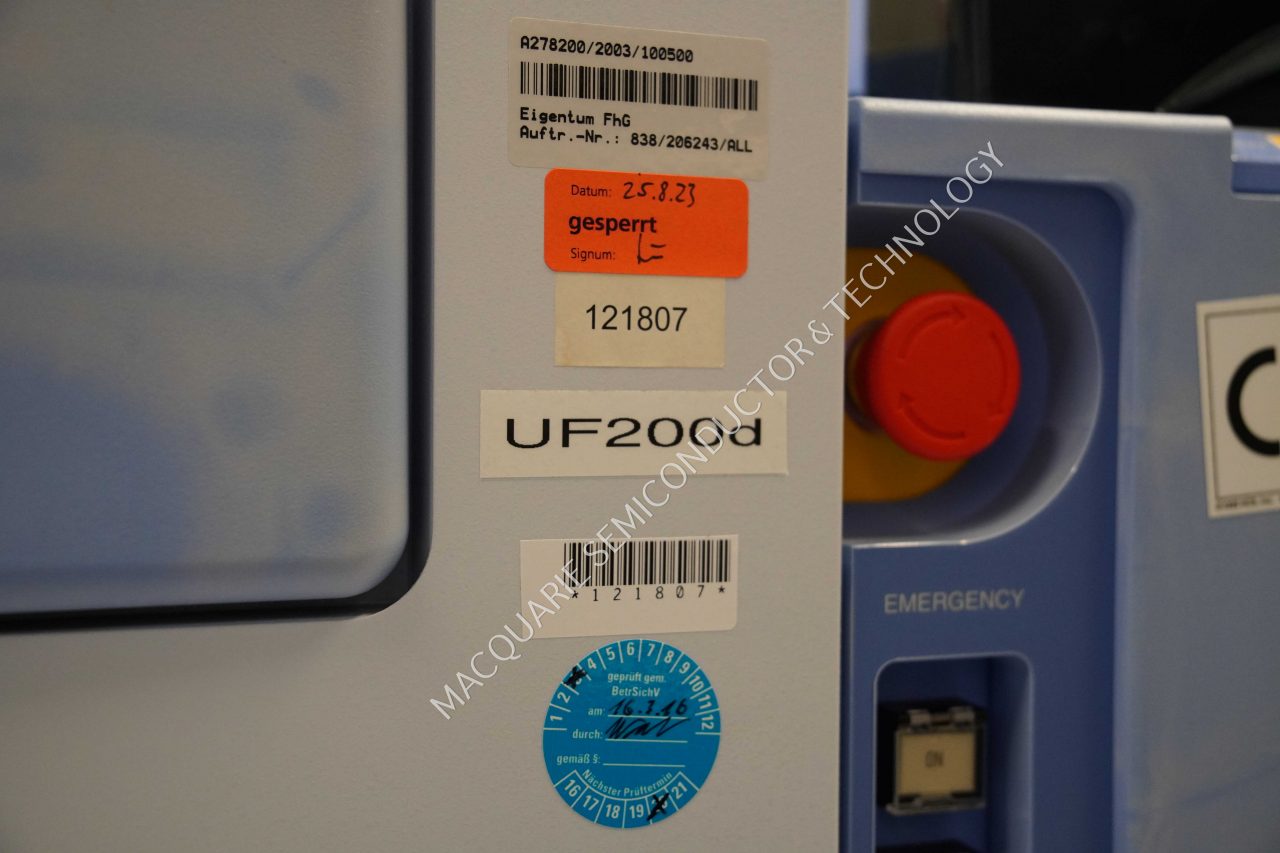 A278200/2003/100500
Eigentum FhG
Auftr.-Nr.: 838/206243/ALL
Datum: 25.8.23
gesperrt
Signum:
121807
UF200d
*121807*
1 2 4 5 6 7 8 9 10 11 12
geprüft gem.
BetrSichV
am: 16.3.16
durch:
gemäß §:
Nächster Prüftermin
16 17 18 19 21
EMERGENCY
ON
MACQUARIE SEMICONDUCTOR & TECHNOLOGY